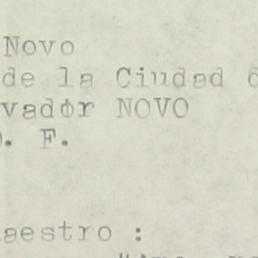 Novo
de la Ciudad d
vador NOVO
. F.
aestro :